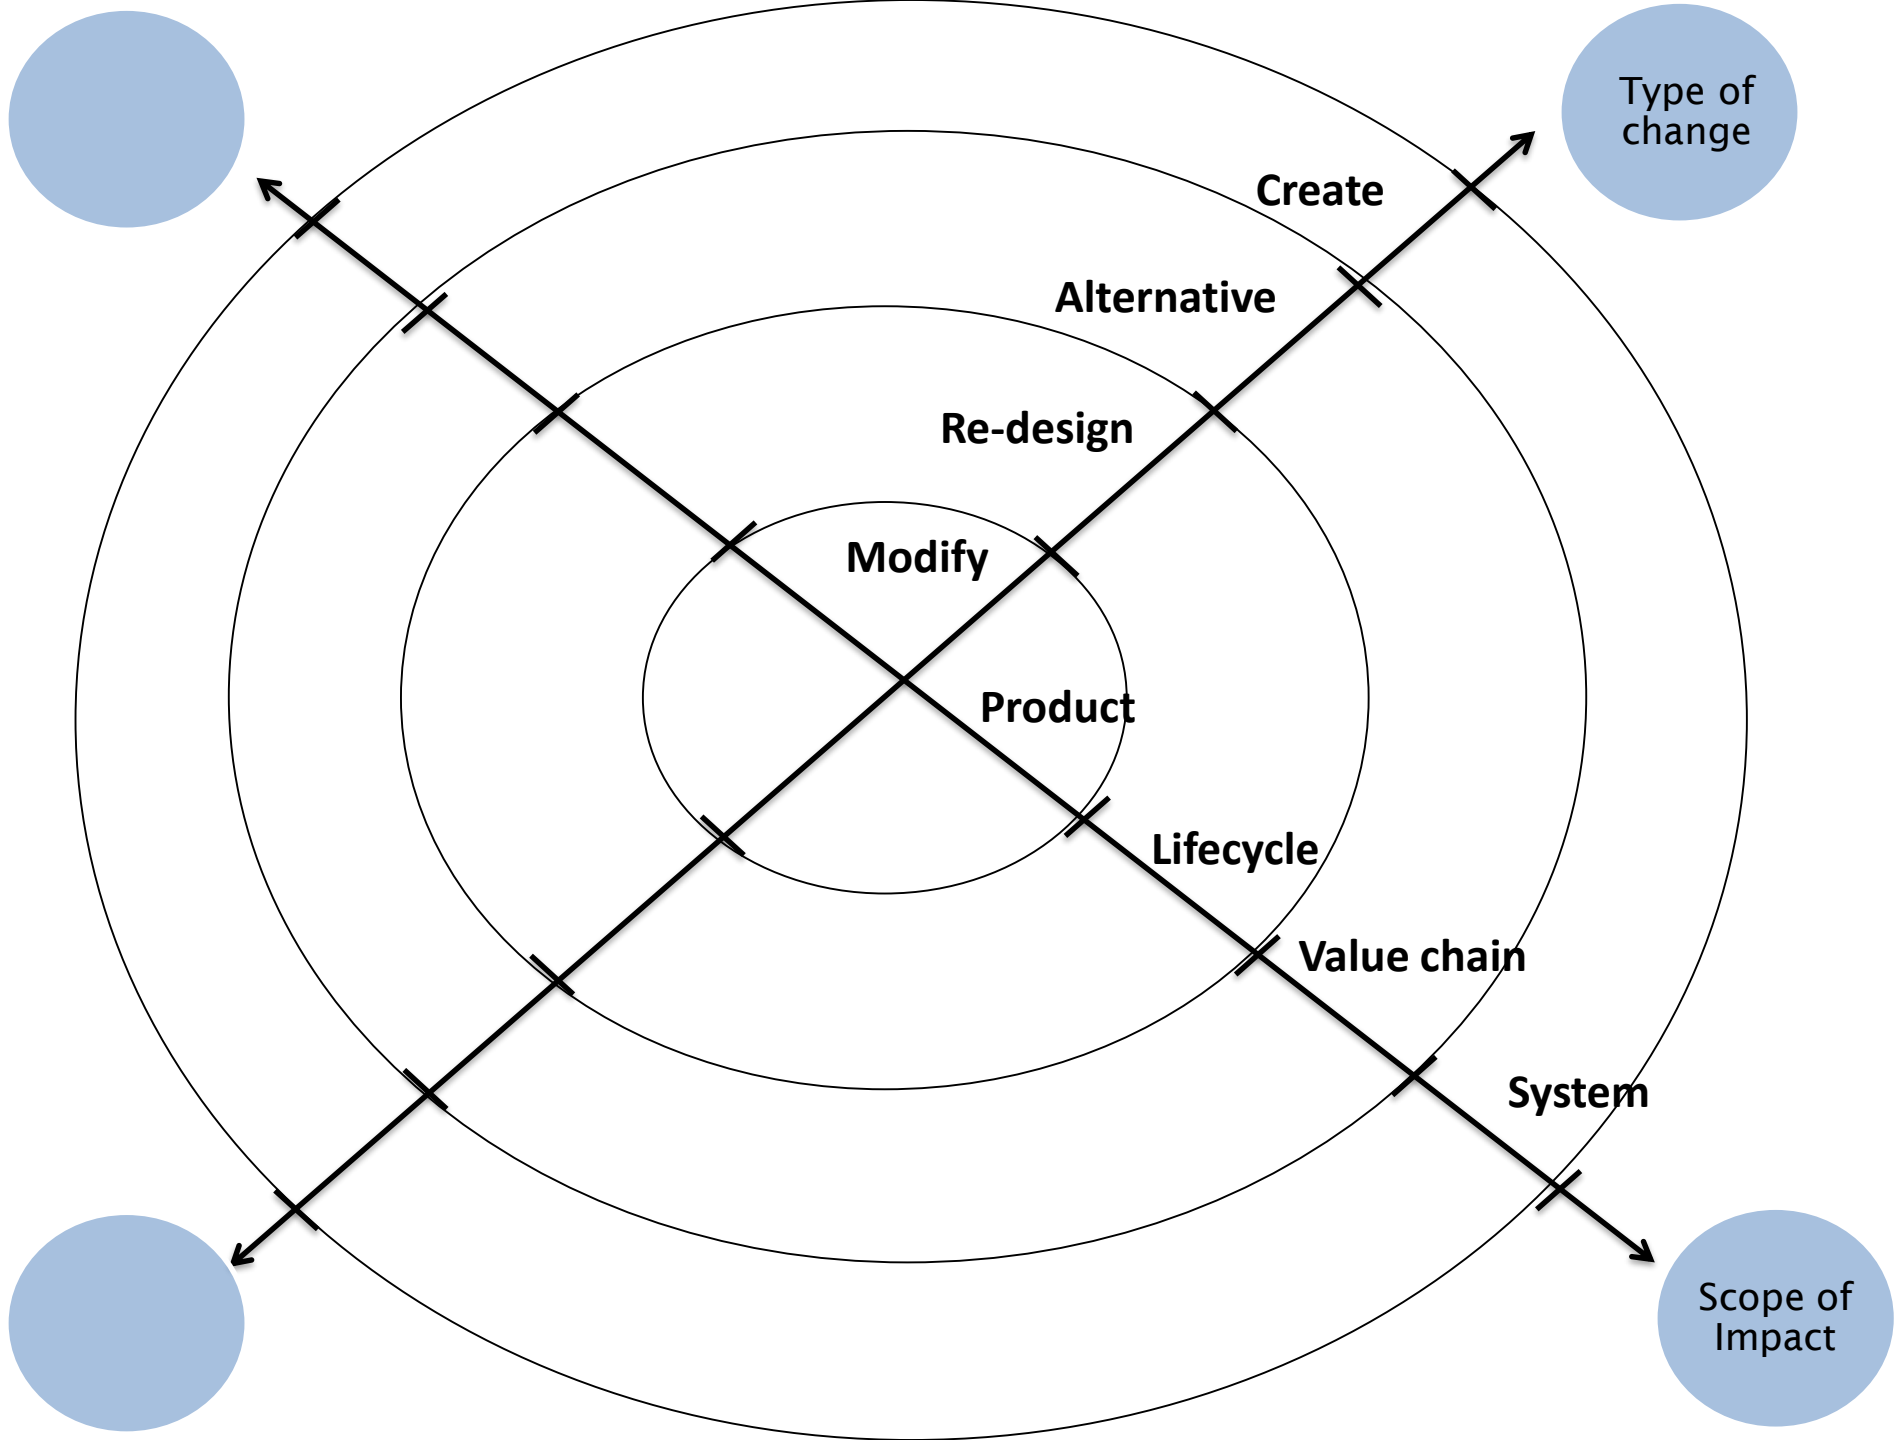 Type of
change
Create
Alternative
Re-design
Modify
Product
Lifecycle
Value chain
System
Scope of
Impact